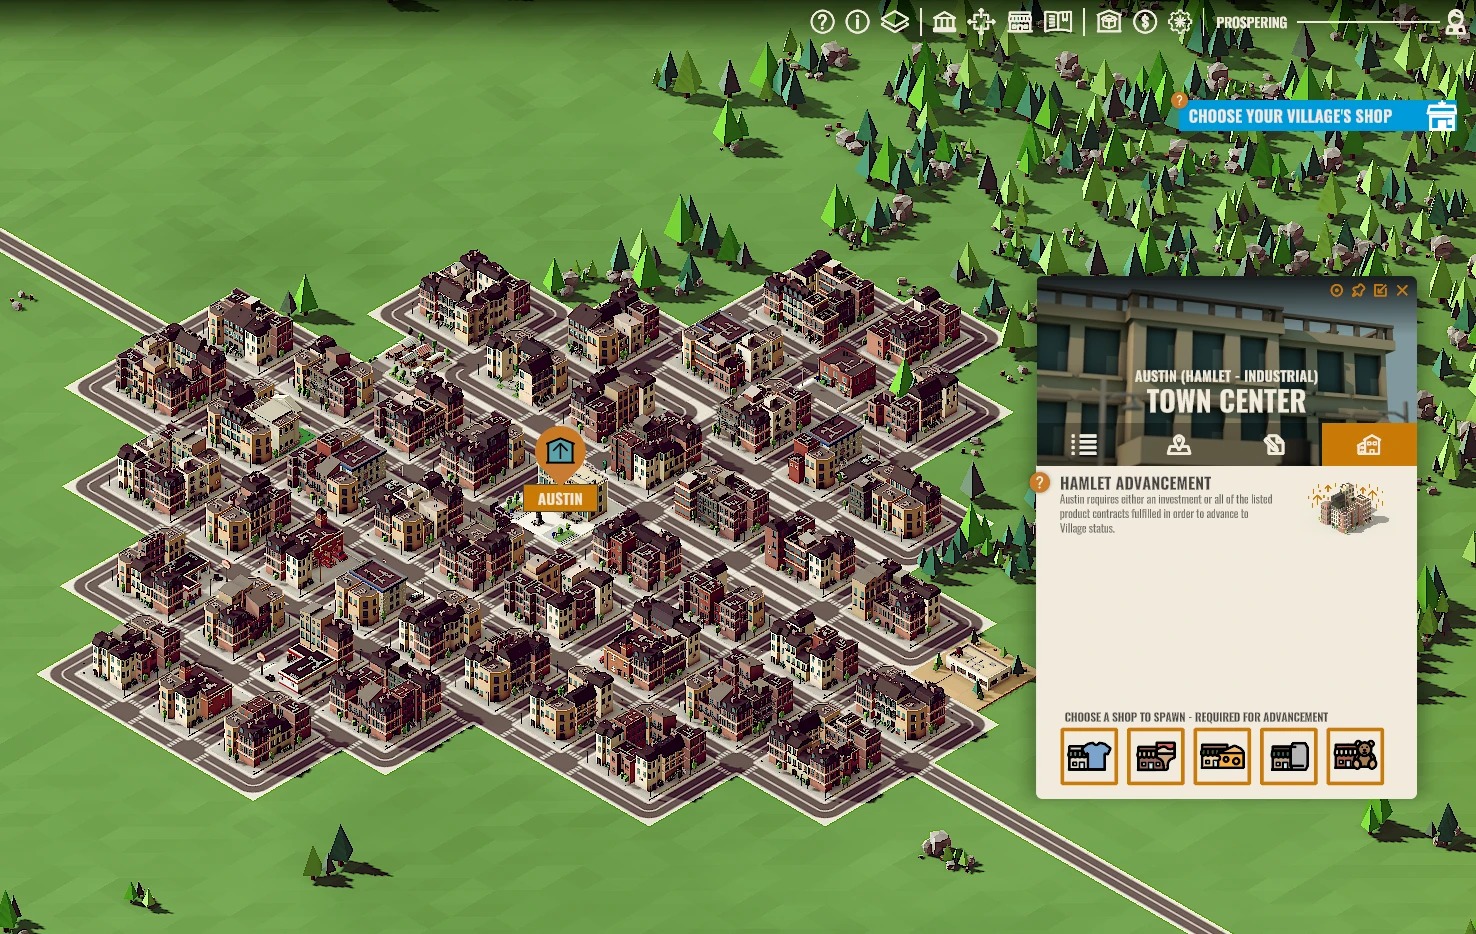 PROSPERING
CHOOSE YOUR VILLAGE'S SHOP
AUSTIN (HAMLET - INDUSTRIAL)
TOWN CENTER
AUSTIN
HAMLET ADVANCEMENT
Austin requires either an investment or all of the listed
product contracts fulfilled in order to advance to
Village status.
CHOOSE A SHOP TO SPAWN - REQUIRED FOR ADVANCEMENT